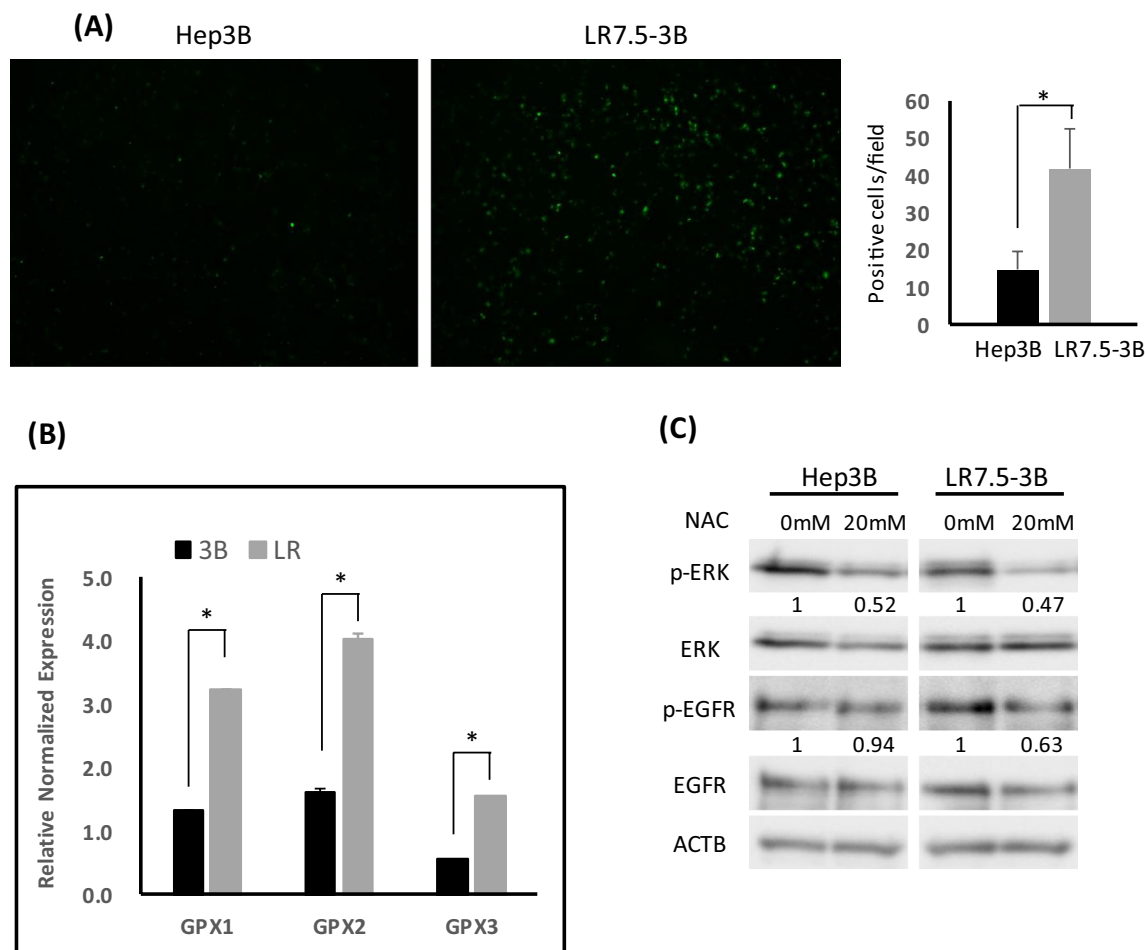 (A)
Hep3B
LR7.5-3B
Positive cells/field
60
50
40
30
20
10
0
*
Hep3B LR7.5-3B
(B)
3B LR
Relative Normalized Expression
5.0
4.0
3.0
2.0
1.0
0.0
*
*
*
GPX1 GPX2 GPX3
(C)
Hep3B LR7.5-3B
NAC 0mM 20mM 0mM 20mM
p-ERK
1 0.52 1 0.47
ERK
p-EGFR
1 0.94 1 0.63
EGFR
ACTB